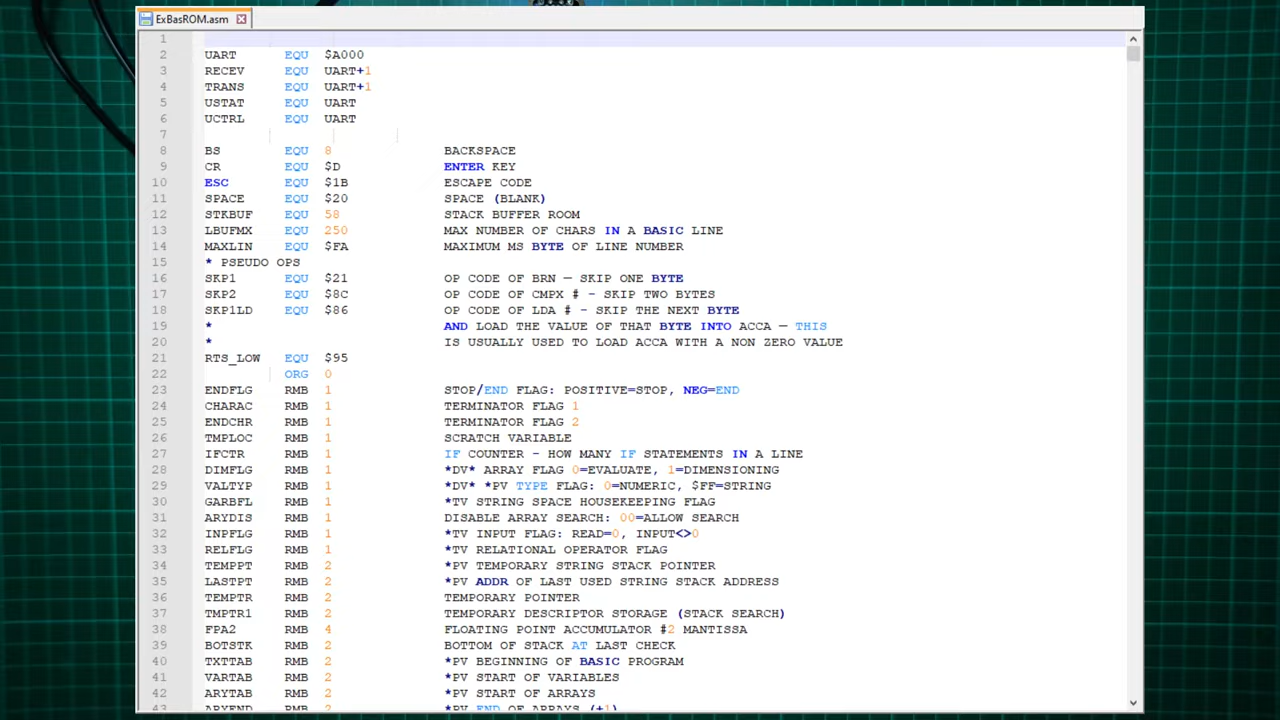 ExBasROM.asm
1
2 UART EQU $A000
3 RECEV EQU UART+1
4 TRANS EQU UART+1
5 USTAT EQU UART
6 UCTRL EQU UART
7
8 BS EQU 8 BACKSPACE
9 CR EQU $D ENTER KEY
10 ESC EQU $1B ESCAPE CODE
11 SPACE EQU $20 SPACE (BLANK)
12 STKBUF EQU 58 STACK BUFFER ROOM
13 LBUFMX EQU 250 MAX NUMBER OF CHARS IN A BASIC LINE
14 MAXLIN EQU $FA MAXIMUM MS BYTE OF LINE NUMBER
15 * PSEUDO OPS
16 SKP1 EQU $21 OP CODE OF BRN — SKIP ONE BYTE
17 SKP2 EQU $8C OP CODE OF CMPX # - SKIP TWO BYTES
18 SKP1LD EQU $86 OP CODE OF LDA # - SKIP THE NEXT BYTE
19 * AND LOAD THE VALUE OF THAT BYTE INTO ACCA — THIS
20 * IS USUALLY USED TO LOAD ACCA WITH A NON ZERO VALUE
21 RTS_LOW EQU $95
22 ORG 0
23 ENDFLG RMB 1 STOP/END FLAG: POSITIVE=STOP, NEG=END
24 CHARAC RMB 1 TERMINATOR FLAG 1
25 ENDCHR RMB 1 TERMINATOR FLAG 2
26 TMPLOC RMB 1 SCRATCH VARIABLE
27 IFCTR RMB 1 IF COUNTER - HOW MANY IF STATEMENTS IN A LINE
28 DIMFLG RMB 1 *DV* ARRAY FLAG 0=EVALUATE, 1=DIMENSIONING
29 VALTYP RMB 1 *DV* *PV TYPE FLAG: 0=NUMERIC, $FF=STRING
30 GARBFL RMB 1 *TV STRING SPACE HOUSEKEEPING FLAG
31 ARYDIS RMB 1 DISABLE ARRAY SEARCH: 00=ALLOW SEARCH
32 INPFLG RMB 1 *TV INPUT FLAG: READ=0, INPUT<>0
33 RELFLG RMB 1 *TV RELATIONAL OPERATOR FLAG
34 TEMPPT RMB 2 *PV TEMPORARY STRING STACK POINTER
35 LASTPT RMB 2 *PV ADDR OF LAST USED STRING STACK ADDRESS
36 TEMPTR RMB 2 TEMPORARY POINTER
37 TMPTR1 RMB 2 TEMPORARY DESCRIPTOR STORAGE (STACK SEARCH)
38 FPA2 RMB 4 FLOATING POINT ACCUMULATOR #2 MANTISSA
39 BOTSTK RMB 2 BOTTOM OF STACK AT LAST CHECK
40 TXTTAB RMB 2 *PV BEGINNING OF BASIC PROGRAM
41 VARTAB RMB 2 *PV START OF VARIABLES
42 ARYTAB RMB 2 *PV START OF ARRAYS
43 ARYEND RMB 2 *PV END OF ARRAYS (+1)